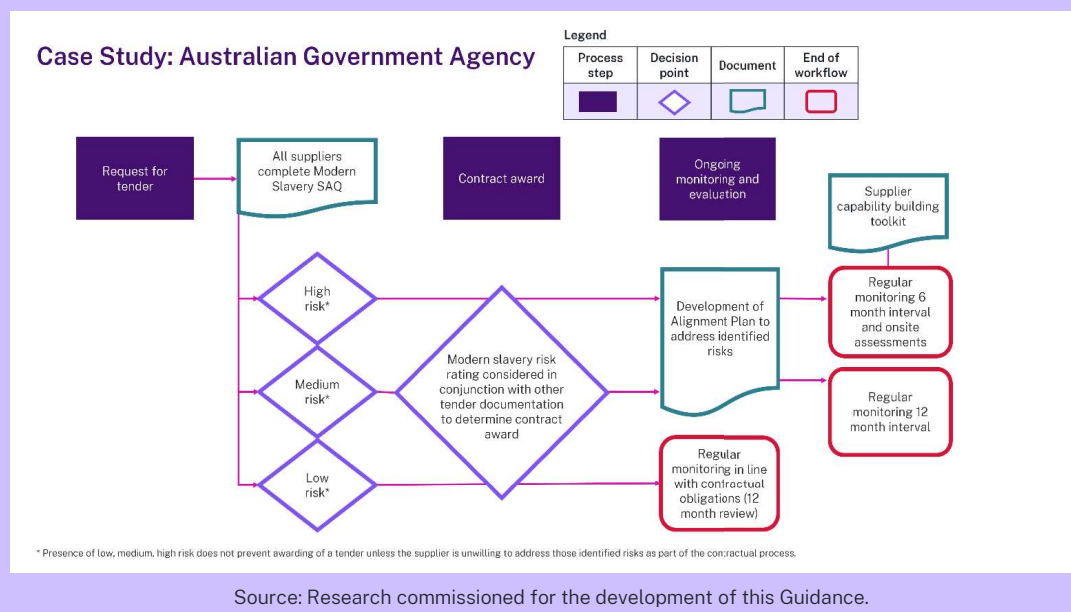 Case Study: Australian Government Agency
Legend
Process
step
Decision
point
Document
End of
workflow
Request for
tender
All suppliers
complete Modern
Slavery SAQ
Contract award
Ongoing
monitoring and
evaluation
Supplier
capability building
toolkit
High
risk*
Medium
risk*
Low
risk*
Modern slavery risk
rating considered in
conjunction with other
tender documentation
to determine contract
award
Development of
Alignment Plan to
address identified
risks
Regular
monitoring 6
month interval
and onsite
assessments
Regular
monitoring 12
month interval
Regular
monitoring in line
with contractual
obligations (12
month review)
* Presence of low, medium, high risk does not prevent awarding of a tender unless the supplier is unwilling to address those identified risks as part of the contractual process.
Source: Research commissioned for the development of this Guidance.